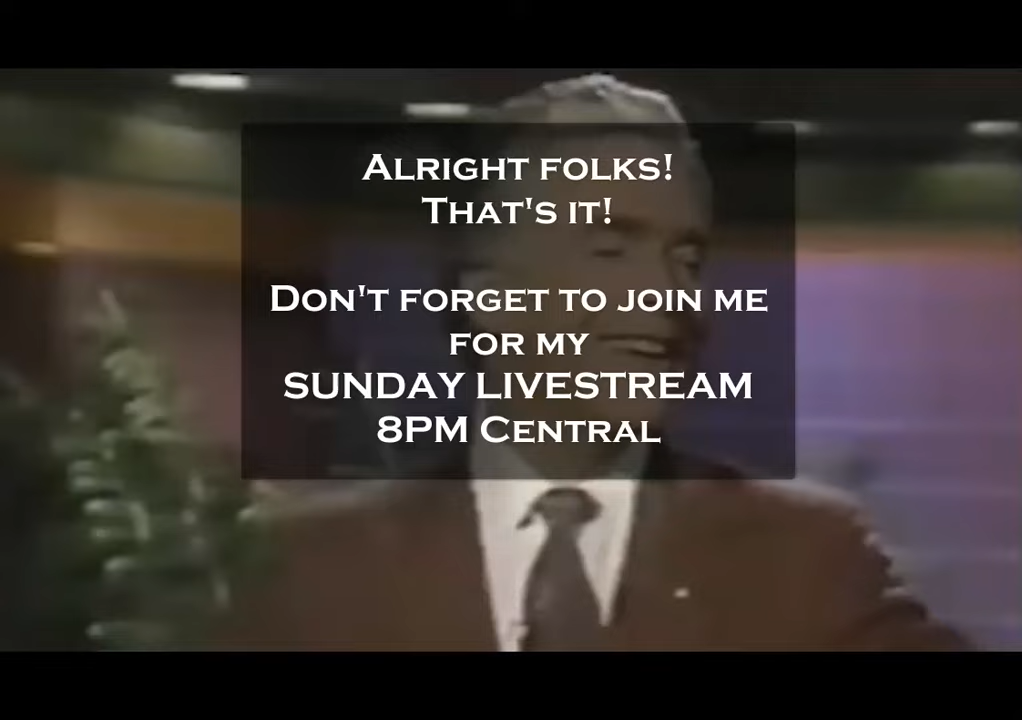 Alright folks!
That's it!
Don't forget to join me
for my
SUNDAY LIVESTREAM
8PM Central